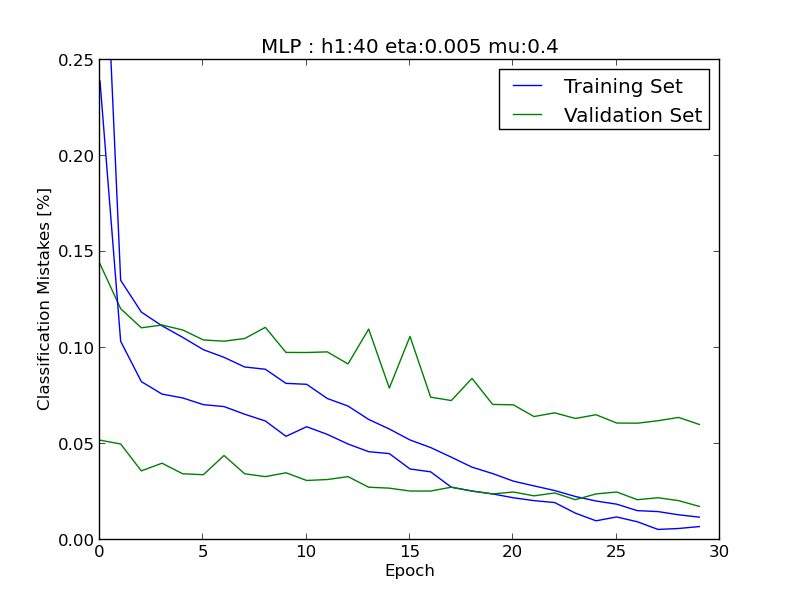 MLP : h1:40 eta:0.005 mu:0.4
Training Set
Validation Set
Classification Mistakes [%]
0.25
0.20
0.15
0.10
0.05
0.00
0 5 10 15 20 25 30
Epoch